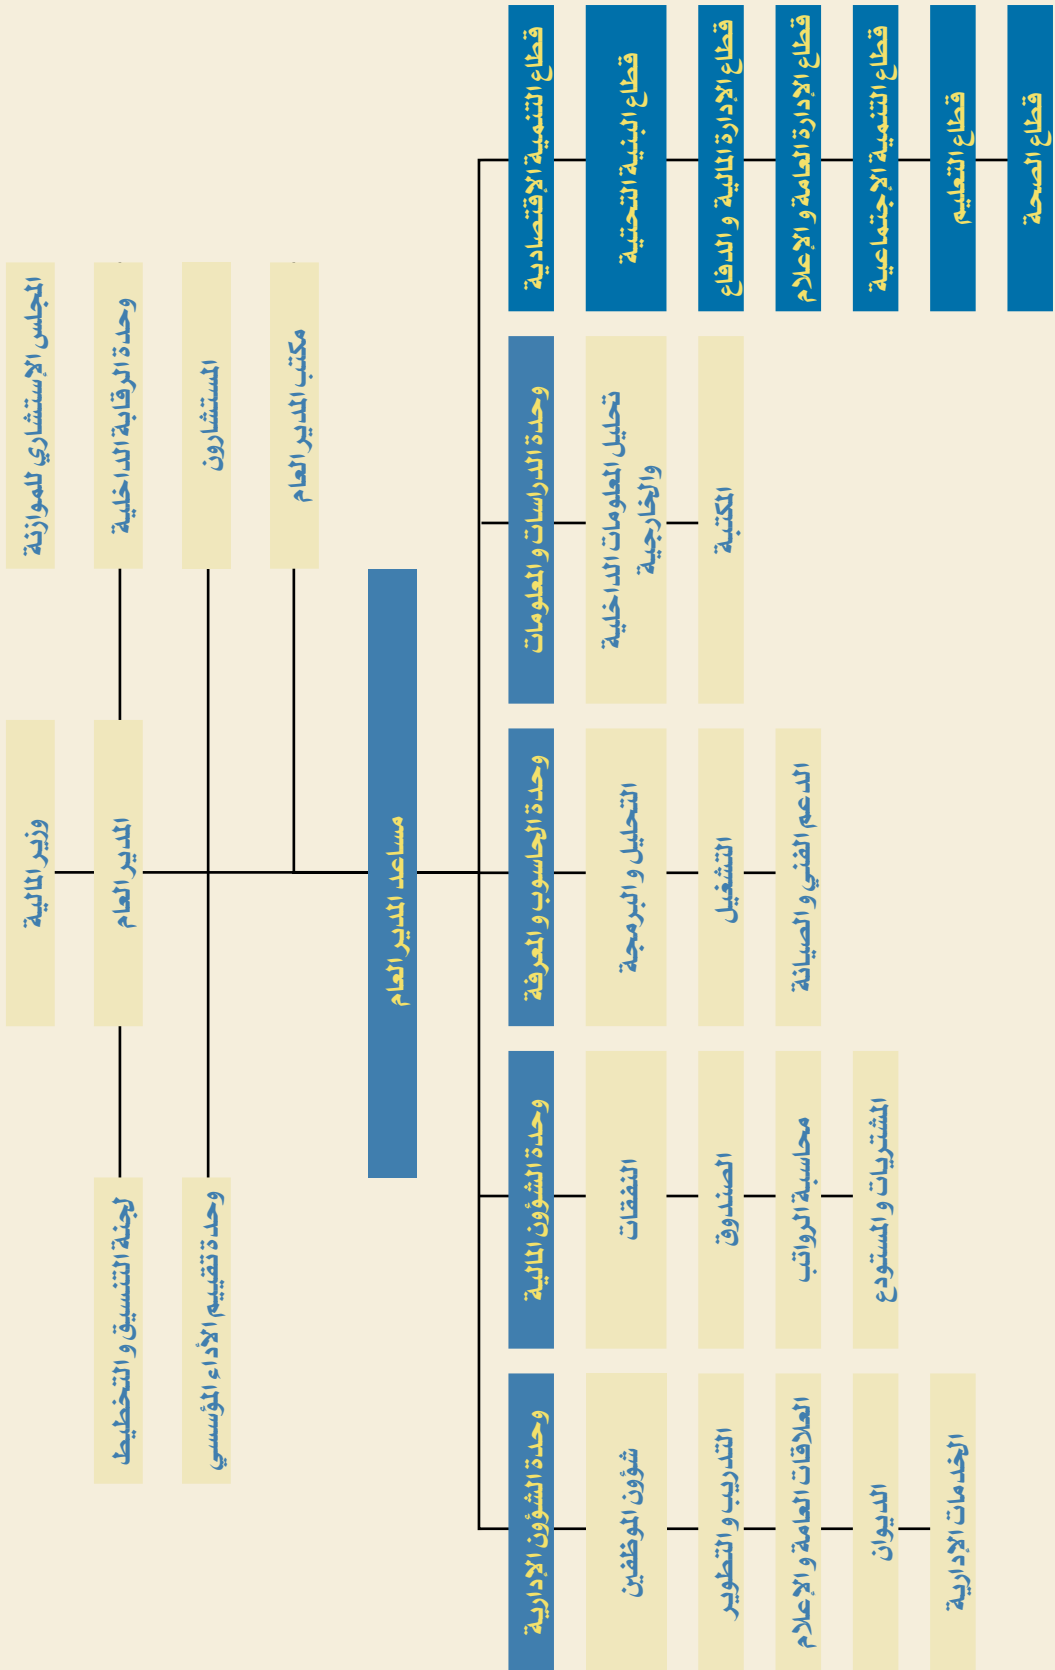 وزير المالية
المجلس الإستشاري للموازنة
المدير العام
وحدة الرقابة الداخلية
لجنة التنسيق و التخطيط
المستشارون
وحدة تقييم الأداء المؤسسي
مكتب المدير العام
مساعد المدير العام
قطاع التنمية الإقتصادية
قطاع البنية التحتية
قطاع الإدارة المالية و الدفاع
قطاع الإدارة العامة و الإعلام
قطاع التنمية الإجتماعية
قطاع التعليم
قطاع الصحة
وحدة الدراسات و المعلومات
تحليل المعلومات الداخلية
والخارجية
المكتبة
وحدة الحاسوب و المعرفة
التحليل و البرمجة
التشغيل
الدعم الفني و الصيانة
وحدة الشؤون المالية
النفقات
الصندوق
محاسبة الرواتب
المشتريات و المستودع
وحدة الشؤون الإدارية
شؤون الموظفين
التدريب و التطوير
العلاقات العامة و الإعلام
الديوان
الخدمات الإدارية